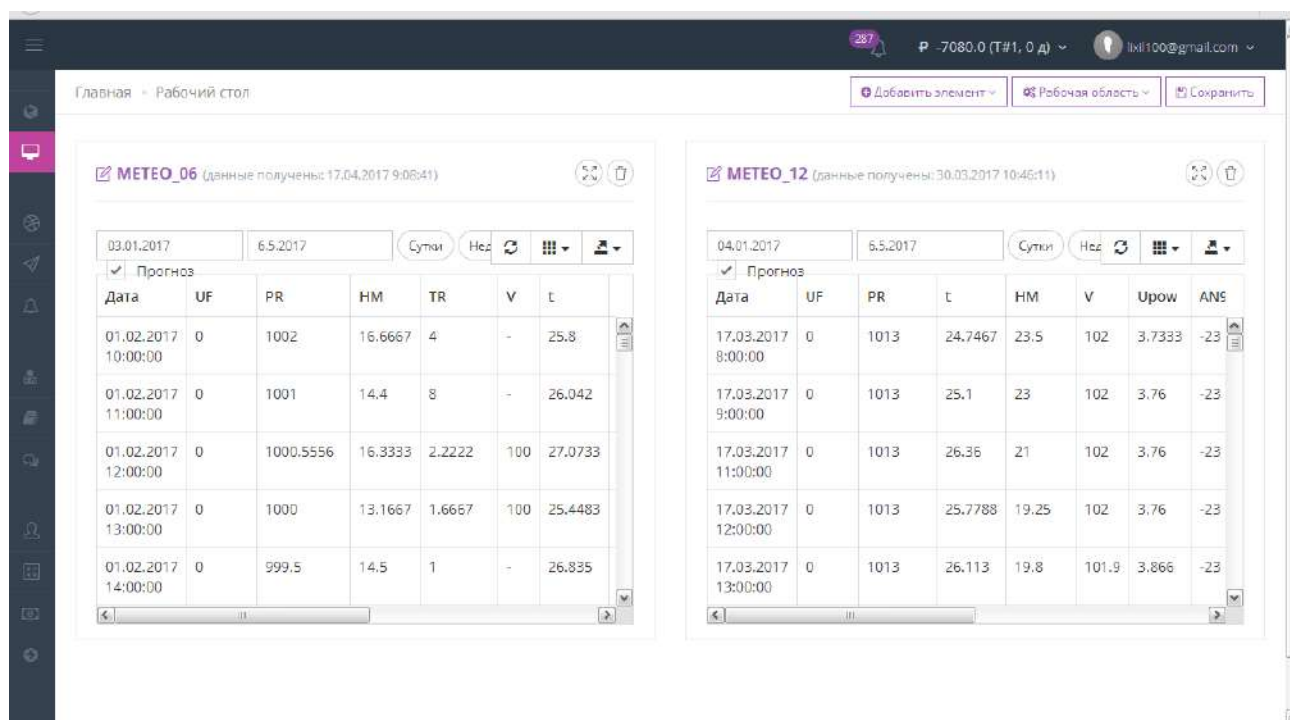 287 ₽ -7080.0 (T#1, 0 д) lixil100@gmail.com
Главная Рабочий стол Добавить элемент Рабочая область Сохранить
METEO_06 (данные получены: 17.04.2017 9:08:41)
03.01.2017 6.5.2017 Сутки Нед
Прогноз
Дата UF PR HM TR V t
01.02.2017 0 1002 16.6667 4 - 25.8
10:00:00
01.02.2017 0 1001 14.4 8 - 26.042
11:00:00
01.02.2017 0 1000.5556 16.3333 2.2222 100 27.0733
12:00:00
01.02.2017 0 1000 13.1667 1.6667 100 25.4483
13:00:00
01.02.2017 0 999.5 14.5 1 - 26.835
14:00:00
METEO_12 (данные получены: 30.03.2017 10:46:11)
04.01.2017 6.5.2017 Сутки Нед
Прогноз
Дата UF PR t HM V Upow
17.03.2017 0 1013 24.7467 23.5 102 3.7333 -23
8:00:00
17.03.2017 0 1013 25.1 23 102 3.76 -23
9:00:00
17.03.2017 0 1013 26.36 21 102 3.76 -23
11:00:00
17.03.2017 0 1013 25.7788 19.25 102 3.76 -23
12:00:00
17.03.2017 0 1013 26.113 19.8 101.9 3.866 -23
13:00:00